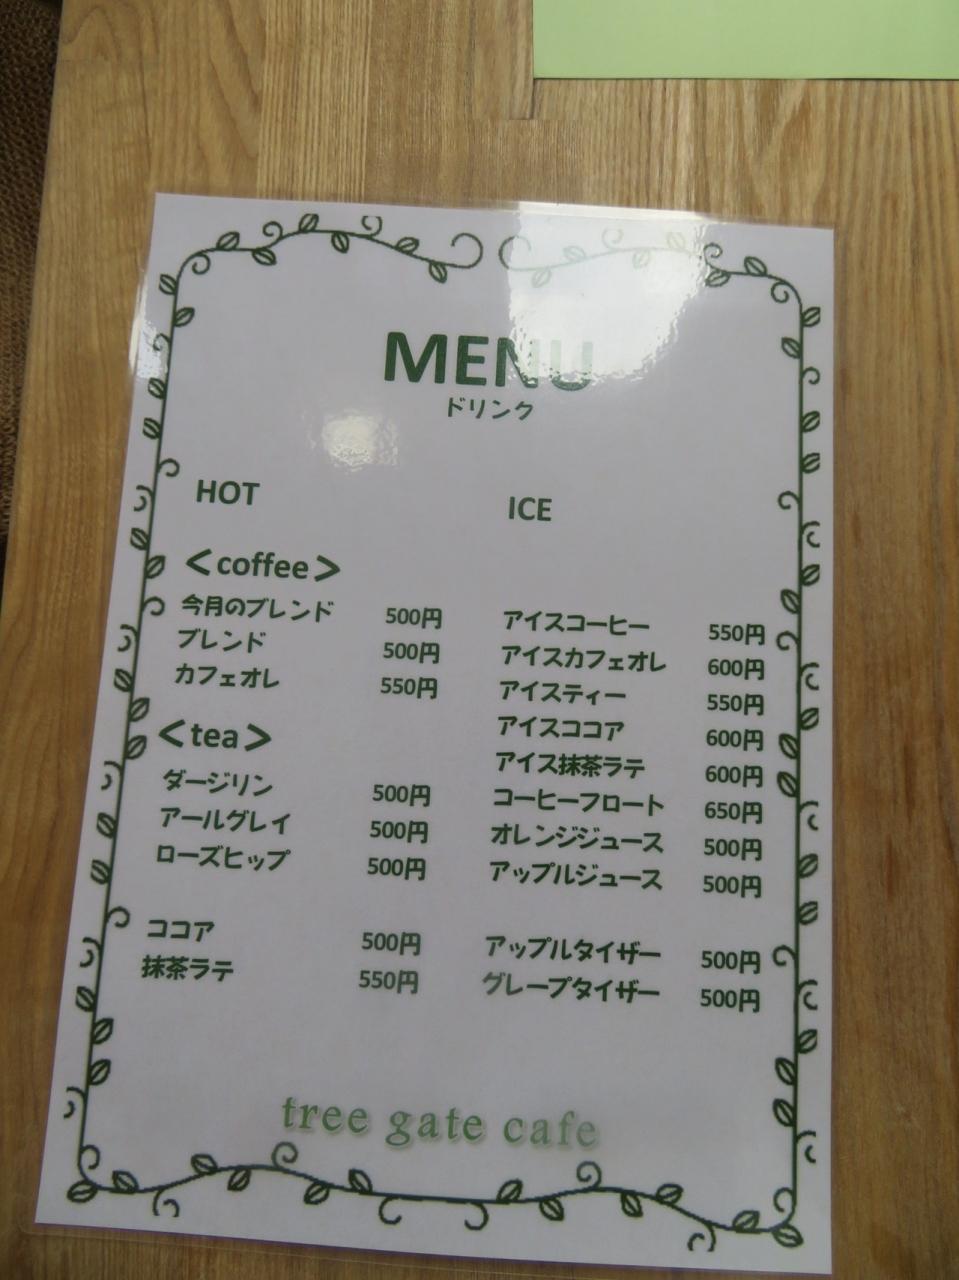 MENU
ドリンク
HOT
<coffee>
今月のブレンド 500円
ブレンド 500円
カフェオレ 550円
<tea>
ダージリン 500円
アールグレイ 500円
ローズヒップ 500円
ココア 500円
抹茶ラテ 550円
ICE
アイスコーヒー 550円
アイスカフェオレ 600円
アイスティー 550円
アイスココア 600円
アイス抹茶ラテ 600円
コーヒーフロート 650円
オレンジジュース 500円
アップルジュース 500円
アップルタイザー 500円
グレープタイザー 500円
tree gate cafe